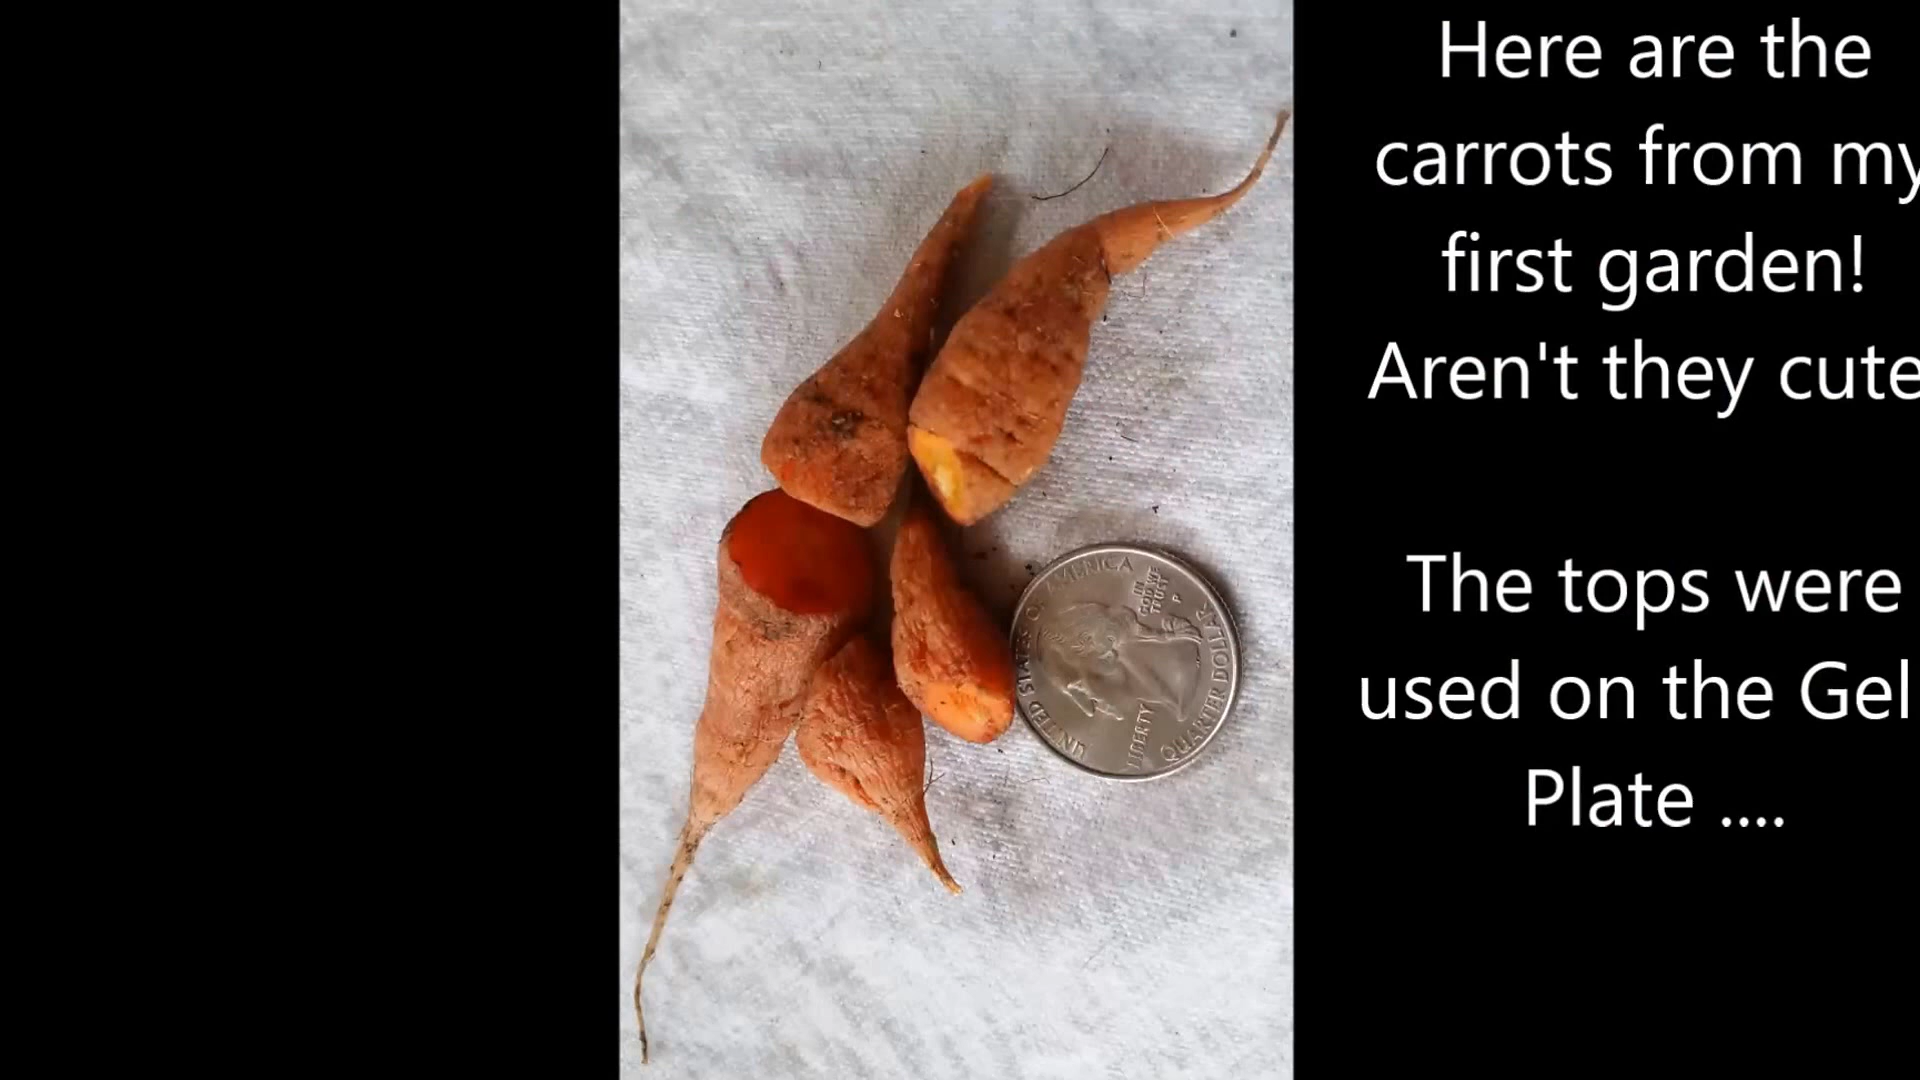 Here are the
carrots from my
first garden!
Aren't they cute
The tops were
used on the Gel
Plate ....
UNITED STATES OF AMERICA
IN
GOD WE
TRUST
P
LIBERTY
QUARTER DOLLAR